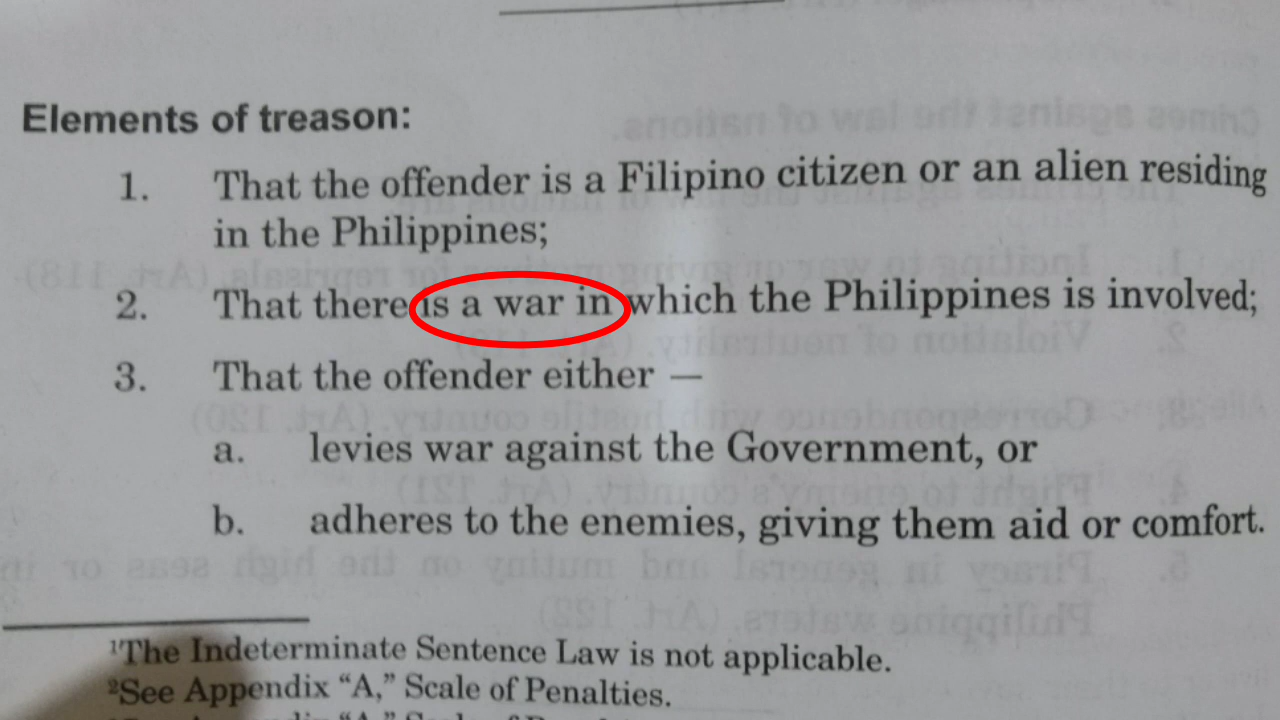 Elements of treason:
1. That the offender is a Filipino citizen or an alien residing
in the Philippines;
2. That there is a war in which the Philippines is involved;
3. That the offender either —
a. levies war against the Government, or
b. adheres to the enemies, giving them aid or comfort.
¹The Indeterminate Sentence Law is not applicable.
²See Appendix “A,” Scale of Penalties.